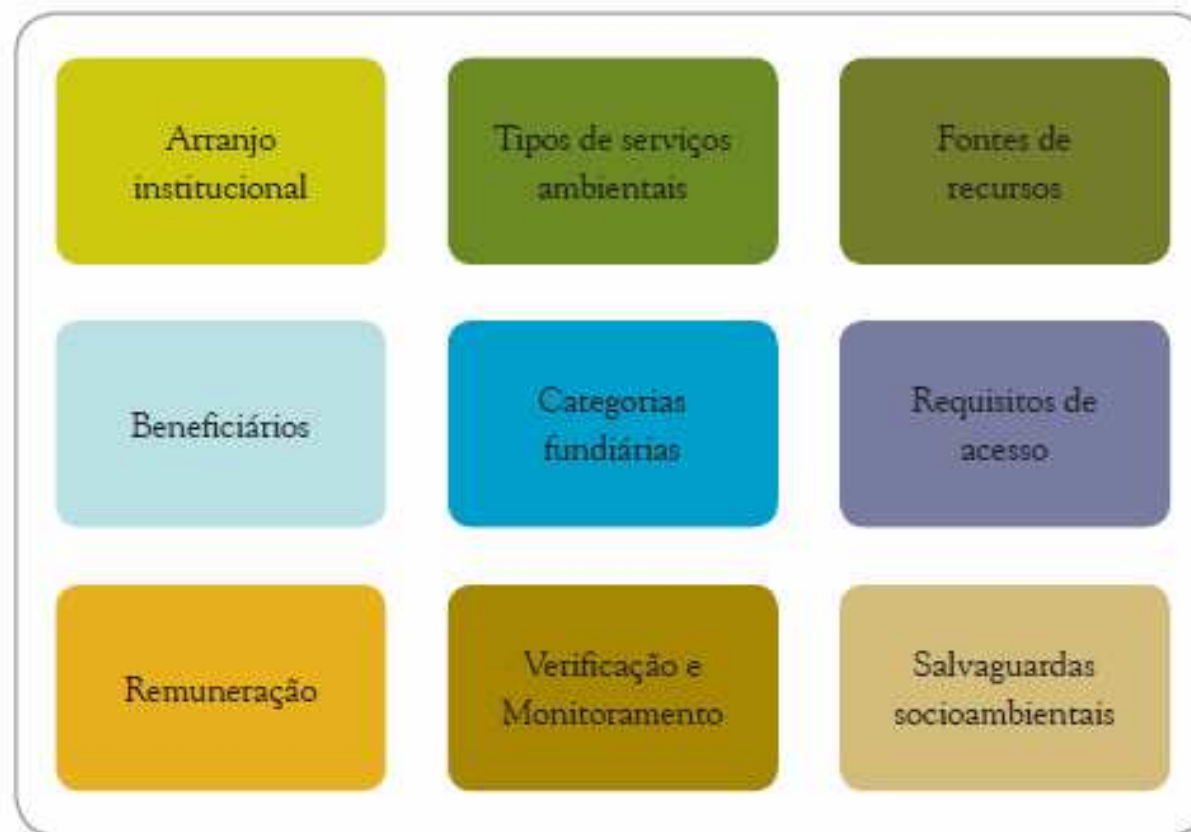 Arranjo
institucional
Tipos de serviços
ambientais
Fontes de
recursos
Beneficiários
Categorias
fundiárias
Requisitos de
acesso
Remuneração
Verificação e
Monitoramento
Salvaguardas
socioambientais